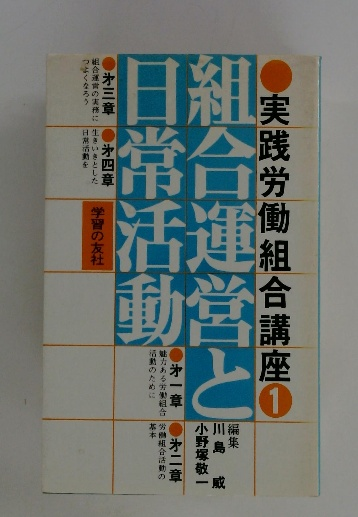 ●実践労働組合講座1
組合運営と
日常活動
編集
川島 威
小野塚敬一
●第一章
魅力ある労働組合
活動のために
●第二章
労働組合活動の
基本
●第三章
組合運営の実務に
つよくなろう
●第四章
生きいきとした
日常活動を
学習の友社